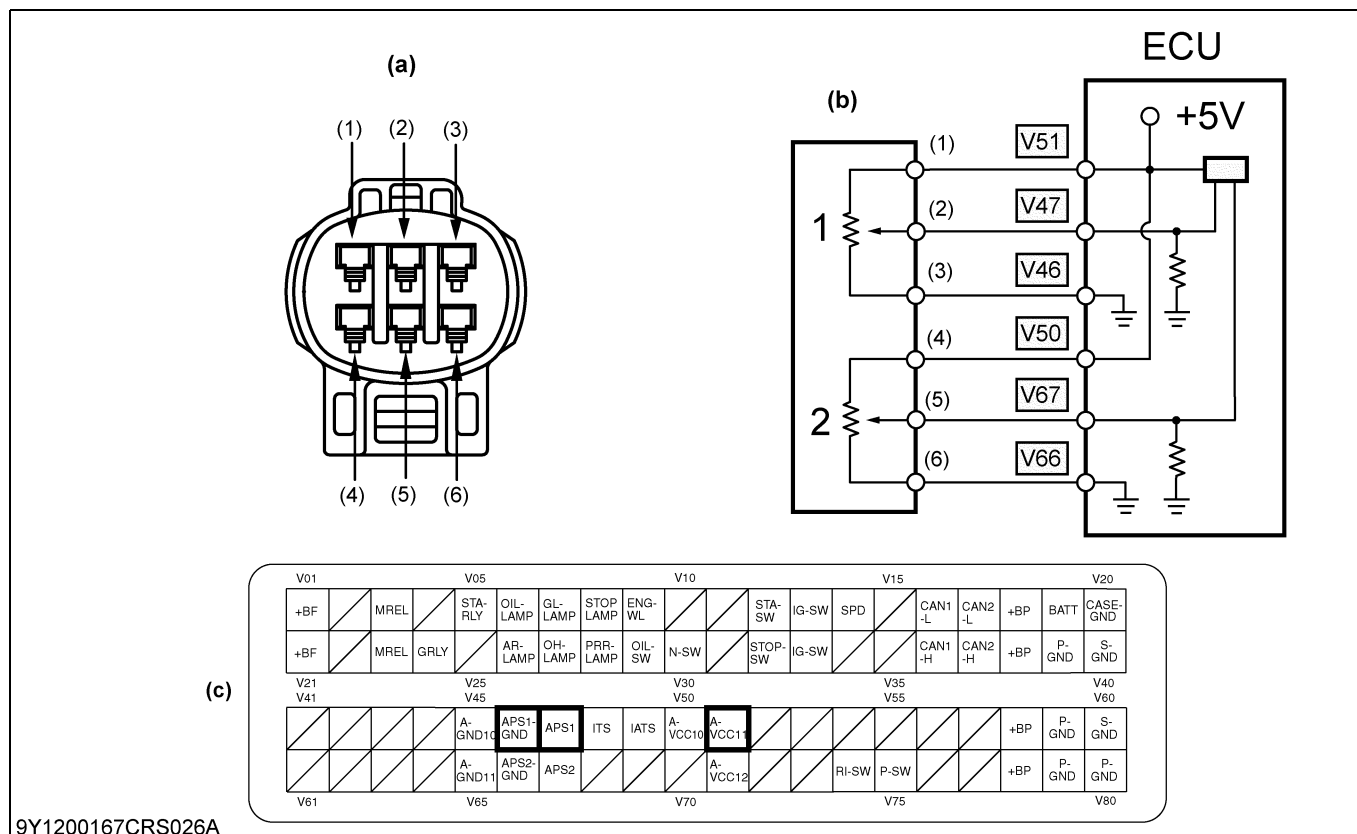 ECU
(a)
(b)
+5V
(1) (2) (3)
(1) V51
(2) V47
1
(3) V46
(4) V50
(5) V67
2
(6) V66
(4) (5) (6)
(c)
V01 V05 V10 V15 V20
+BF MREL STA-RLY OIL-LAMP GL-LAMP STOP LAMP ENG-WL STA-SW IG-SW SPD CAN1-L CAN2-L +BP BATT CASE-GND
+BF MREL GRLY AR-LAMP OH-LAMP PRR-LAMP OIL-SW N-SW STOP-SW IG-SW CAN1-H CAN2-H +BP P-GND S-GND
V21 V25 V30 V35 V40
V41 V45 V50 V55 V60
A-GND10 APS1-GND APS1 ITS IATS A-VCC10 A-VCC11 +BP P-GND S-GND
A-GND11 APS2-GND APS2 A-VCC12 RI-SW P-SW +BP P-GND P-GND
V61 V65 V70 V75 V80
9Y1200167CRS026A